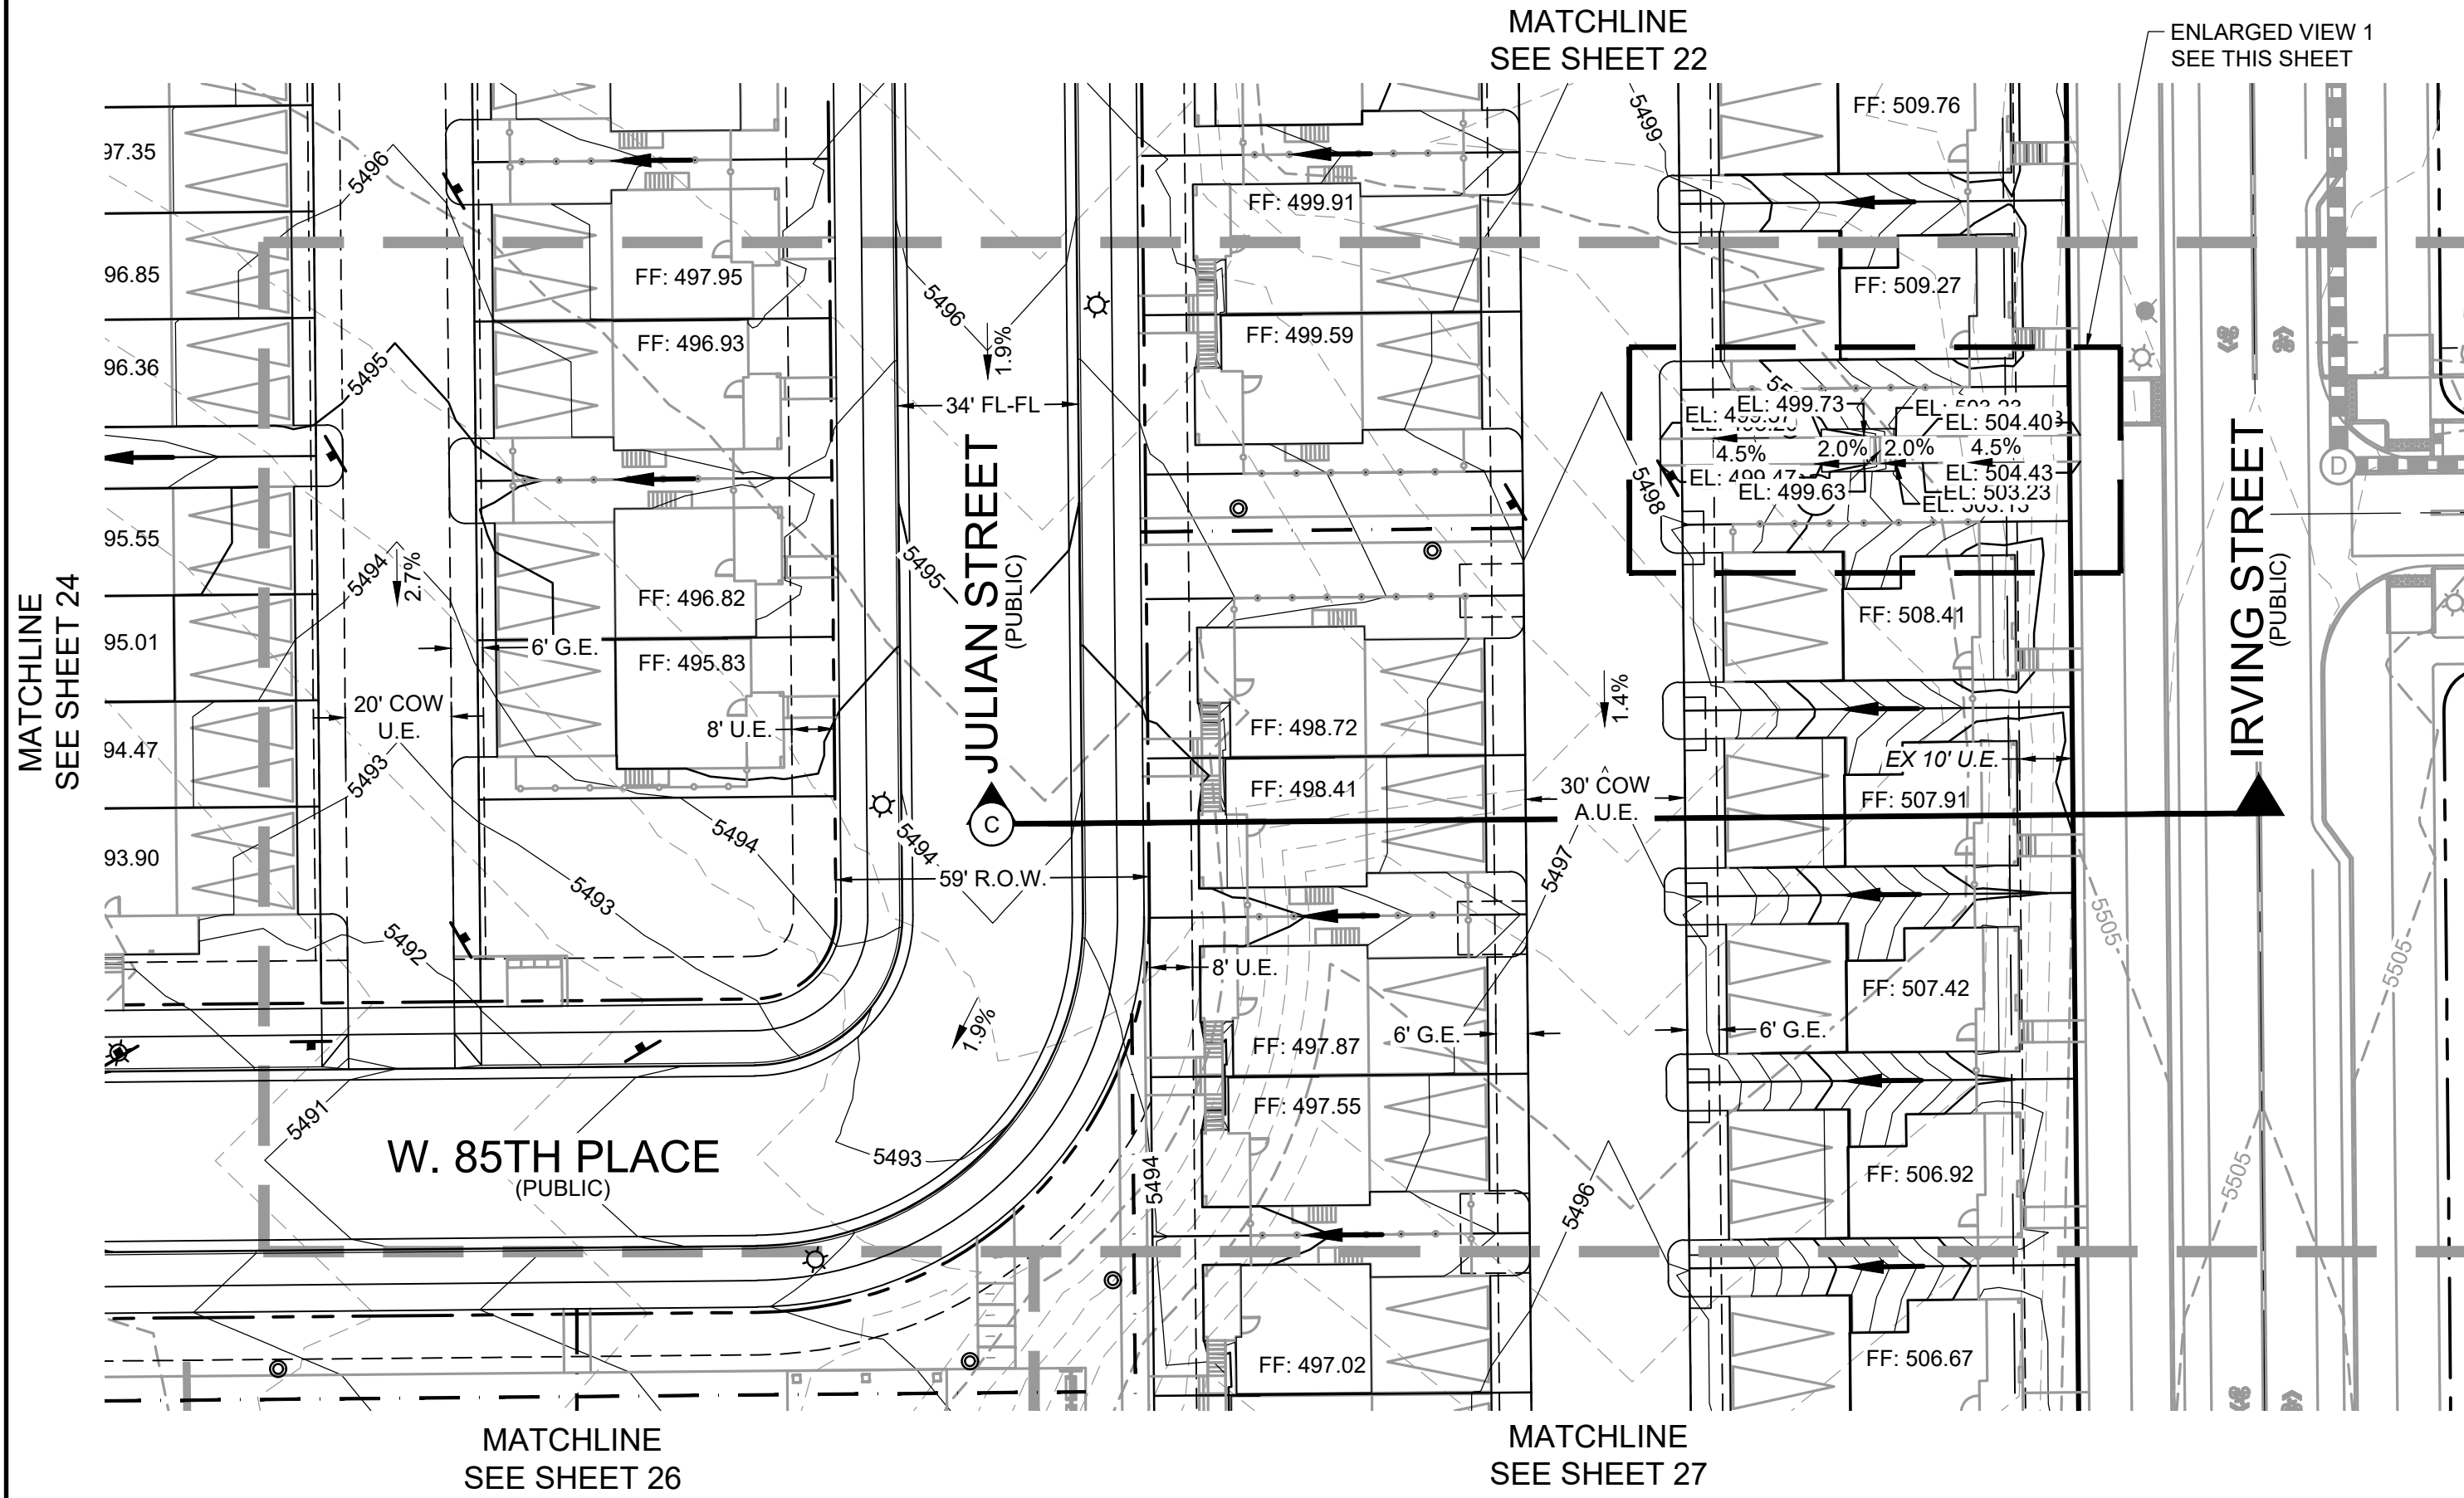 MATCHLINE
SEE SHEET 22
ENLARGED VIEW 1
SEE THIS SHEET
FF: 509.76
97.35
5496
5499
FF: 499.91
96.85
FF: 497.95
5496
FF: 509.27
1.9%
FF: 496.93
FF: 499.59
96.36
5495
34' FL-FL
EL: 499.73
EL: 504.40
4.5%
2.0%
2.0%
4.5%
EL: 499.47
EL: 504.43
EL: 499.63
EL: 503.23
EL: 503.13
5498
D
95.55
5494
2.7%
5495
JULIAN STREET
(PUBLIC)
IRVING STREET
(PUBLIC)
MATCHLINE
SEE SHEET 24
FF: 496.82
FF: 508.41
95.01
6' G.E.
FF: 495.83
20' COW
U.E.
8' U.E.
FF: 498.72
1.4%
94.47
5493
EX 10' U.E.
FF: 498.41
30' COW
A.U.E.
FF: 507.91
C
5494
5494
93.90
59' R.O.W.
5497
5493
5492
5505
5505
8' U.E.
FF: 507.42
1.9%
FF: 497.87
6' G.E.
6' G.E.
5491
FF: 497.55
W. 85TH PLACE
(PUBLIC)
5493
5494
5496
FF: 506.92
5505
FF: 497.02
FF: 506.67
MATCHLINE
SEE SHEET 26
MATCHLINE
SEE SHEET 27